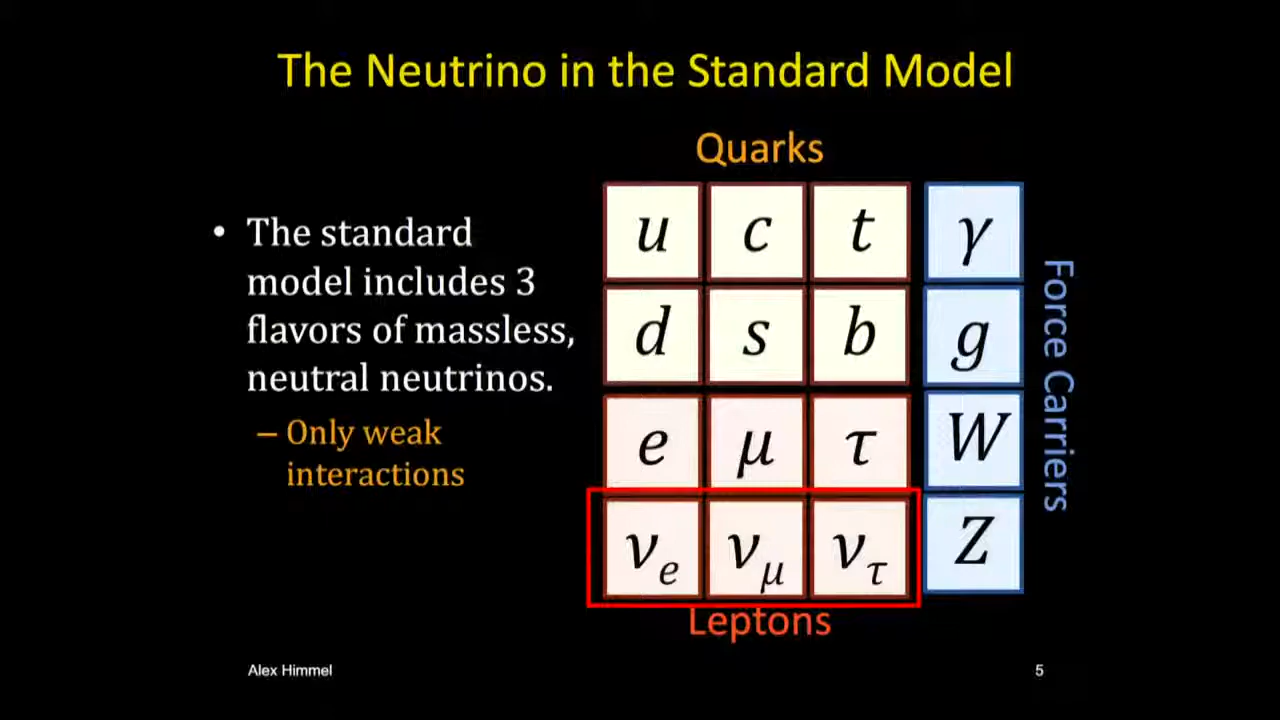 The Neutrino in the Standard Model
Quarks
• The standard
model includes 3
flavors of massless,
neutral neutrinos.
– Only weak
interactions
u c t γ
d s b g
e μ τ W
νe νμ ντ Z
Force Carriers
Leptons
Alex Himmel
5